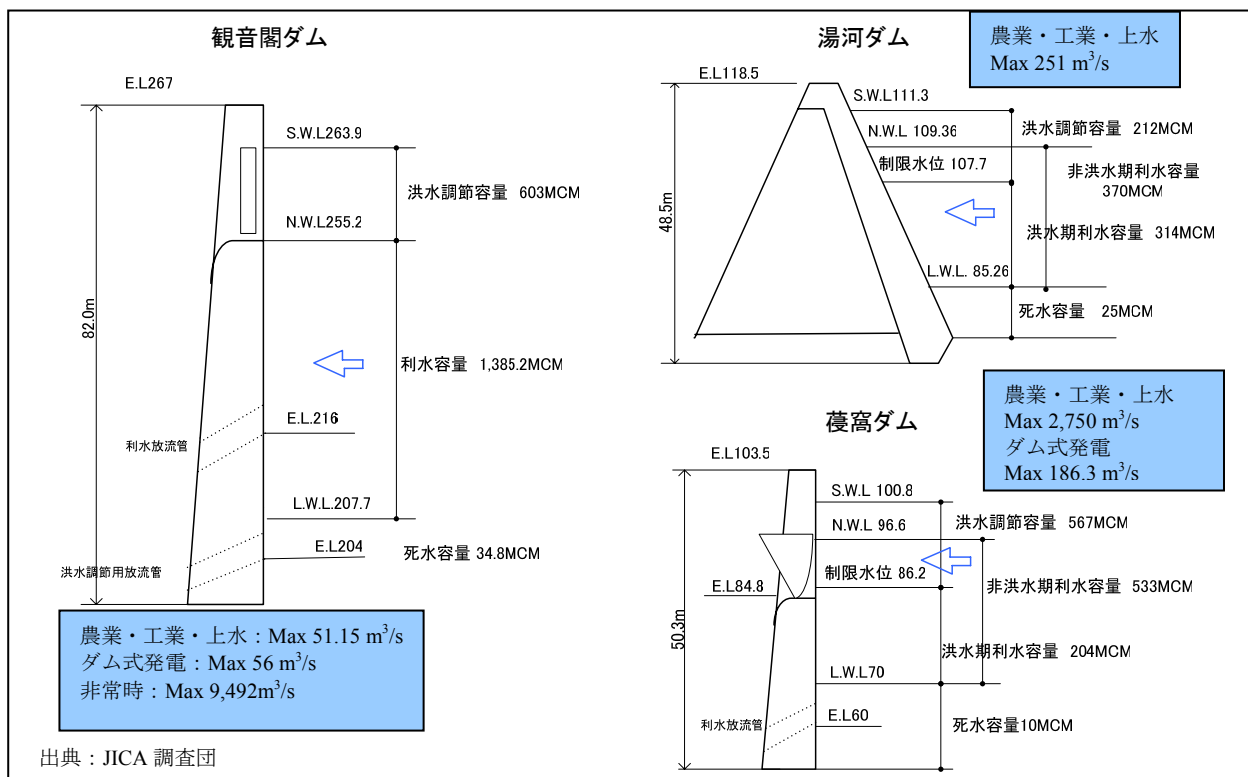 観音閣ダム
E.L267
S.W.L263.9
洪水調節容量 603MCM
N.W.L255.2
82.0m
利水容量 1,385.2MCM
E.L.216
利水放流管
L.W.L.207.7
E.L204
死水容量 34.8MCM
洪水調節用放流管
農業・工業・上水：Max 51.15 m³/s
ダム式発電：Max 56 m³/s
非常時：Max 9,492m³/s
湯河ダム
農業・工業・上水
Max 251 m³/s
E.L118.5
S.W.L111.3
洪水調節容量 212MCM
N.W.L 109.36
制限水位 107.7
非洪水期利水容量
370MCM
48.5m
洪水期利水容量 314MCM
L.W.L. 85.26
死水容量 25MCM
農業・工業・上水
Max 2,750 m³/s
ダム式発電
Max 186.3 m³/s
葠窩ダム
E.L103.5
S.W.L 100.8
洪水調節容量 567MCM
N.W.L 96.6
制限水位 86.2
非洪水期利水容量 533MCM
E.L84.8
50.3m
洪水期利水容量 204MCM
L.W.L70
利水放流管
E.L60
死水容量10MCM
出典：JICA 調査団